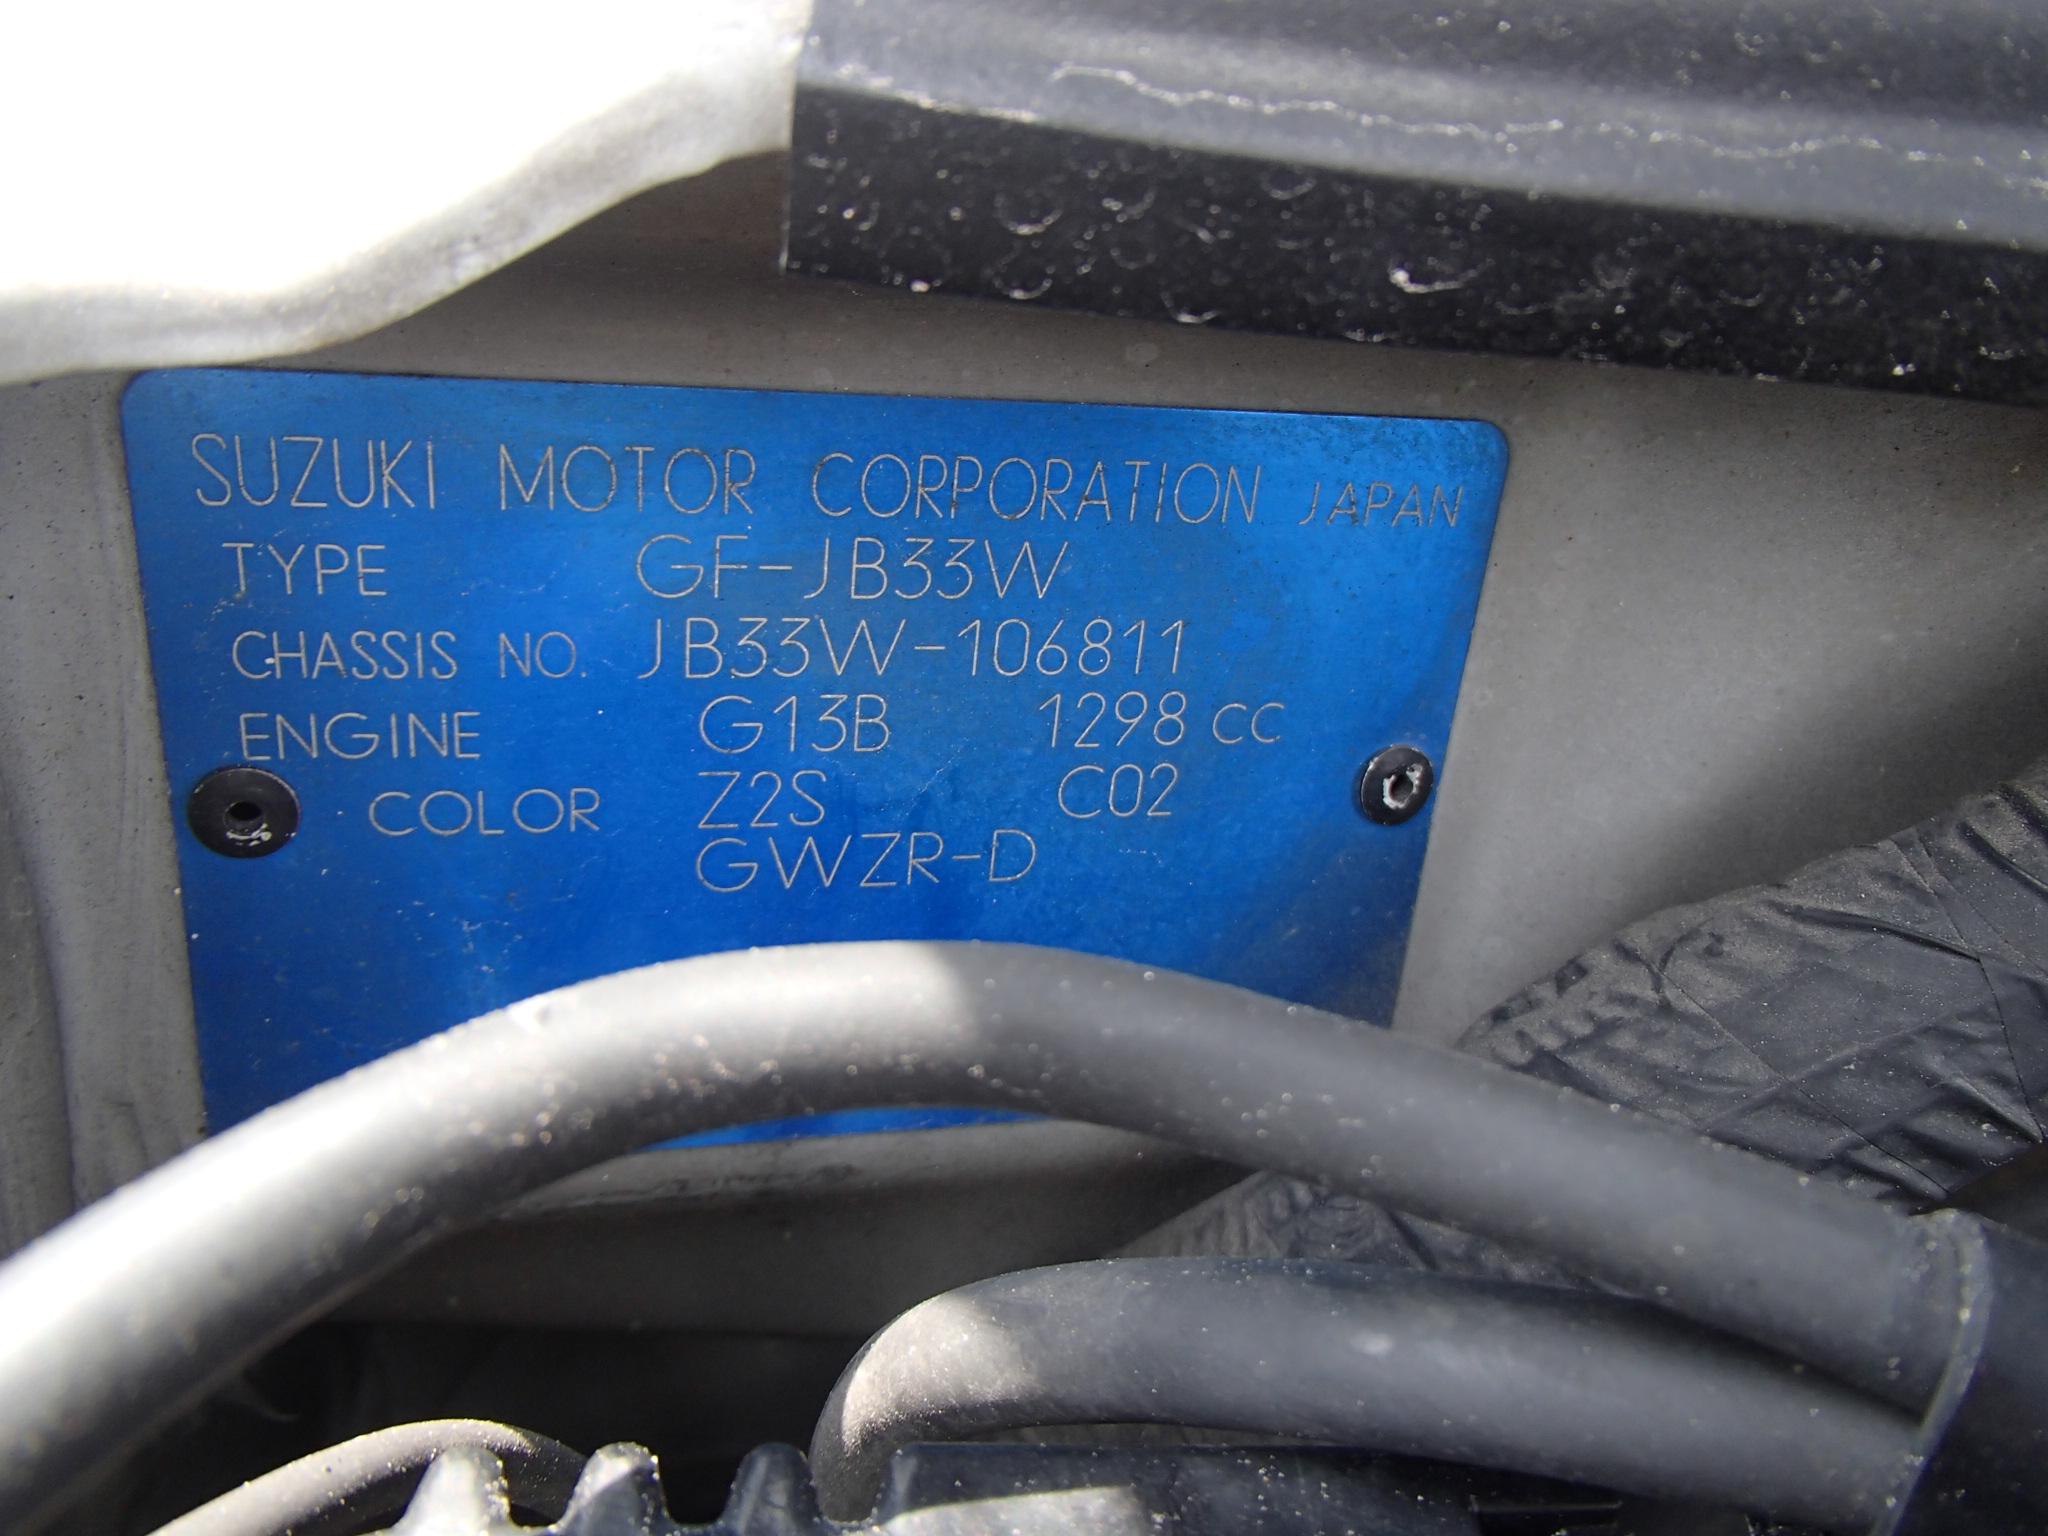 SUZUKI MOTOR CORPORATION JAPAN
TYPE GF-JB33W
CHASSIS NO. JB33W-106811
ENGINE G13B 1298 CC
COLOR Z2S C02
GWZR-D